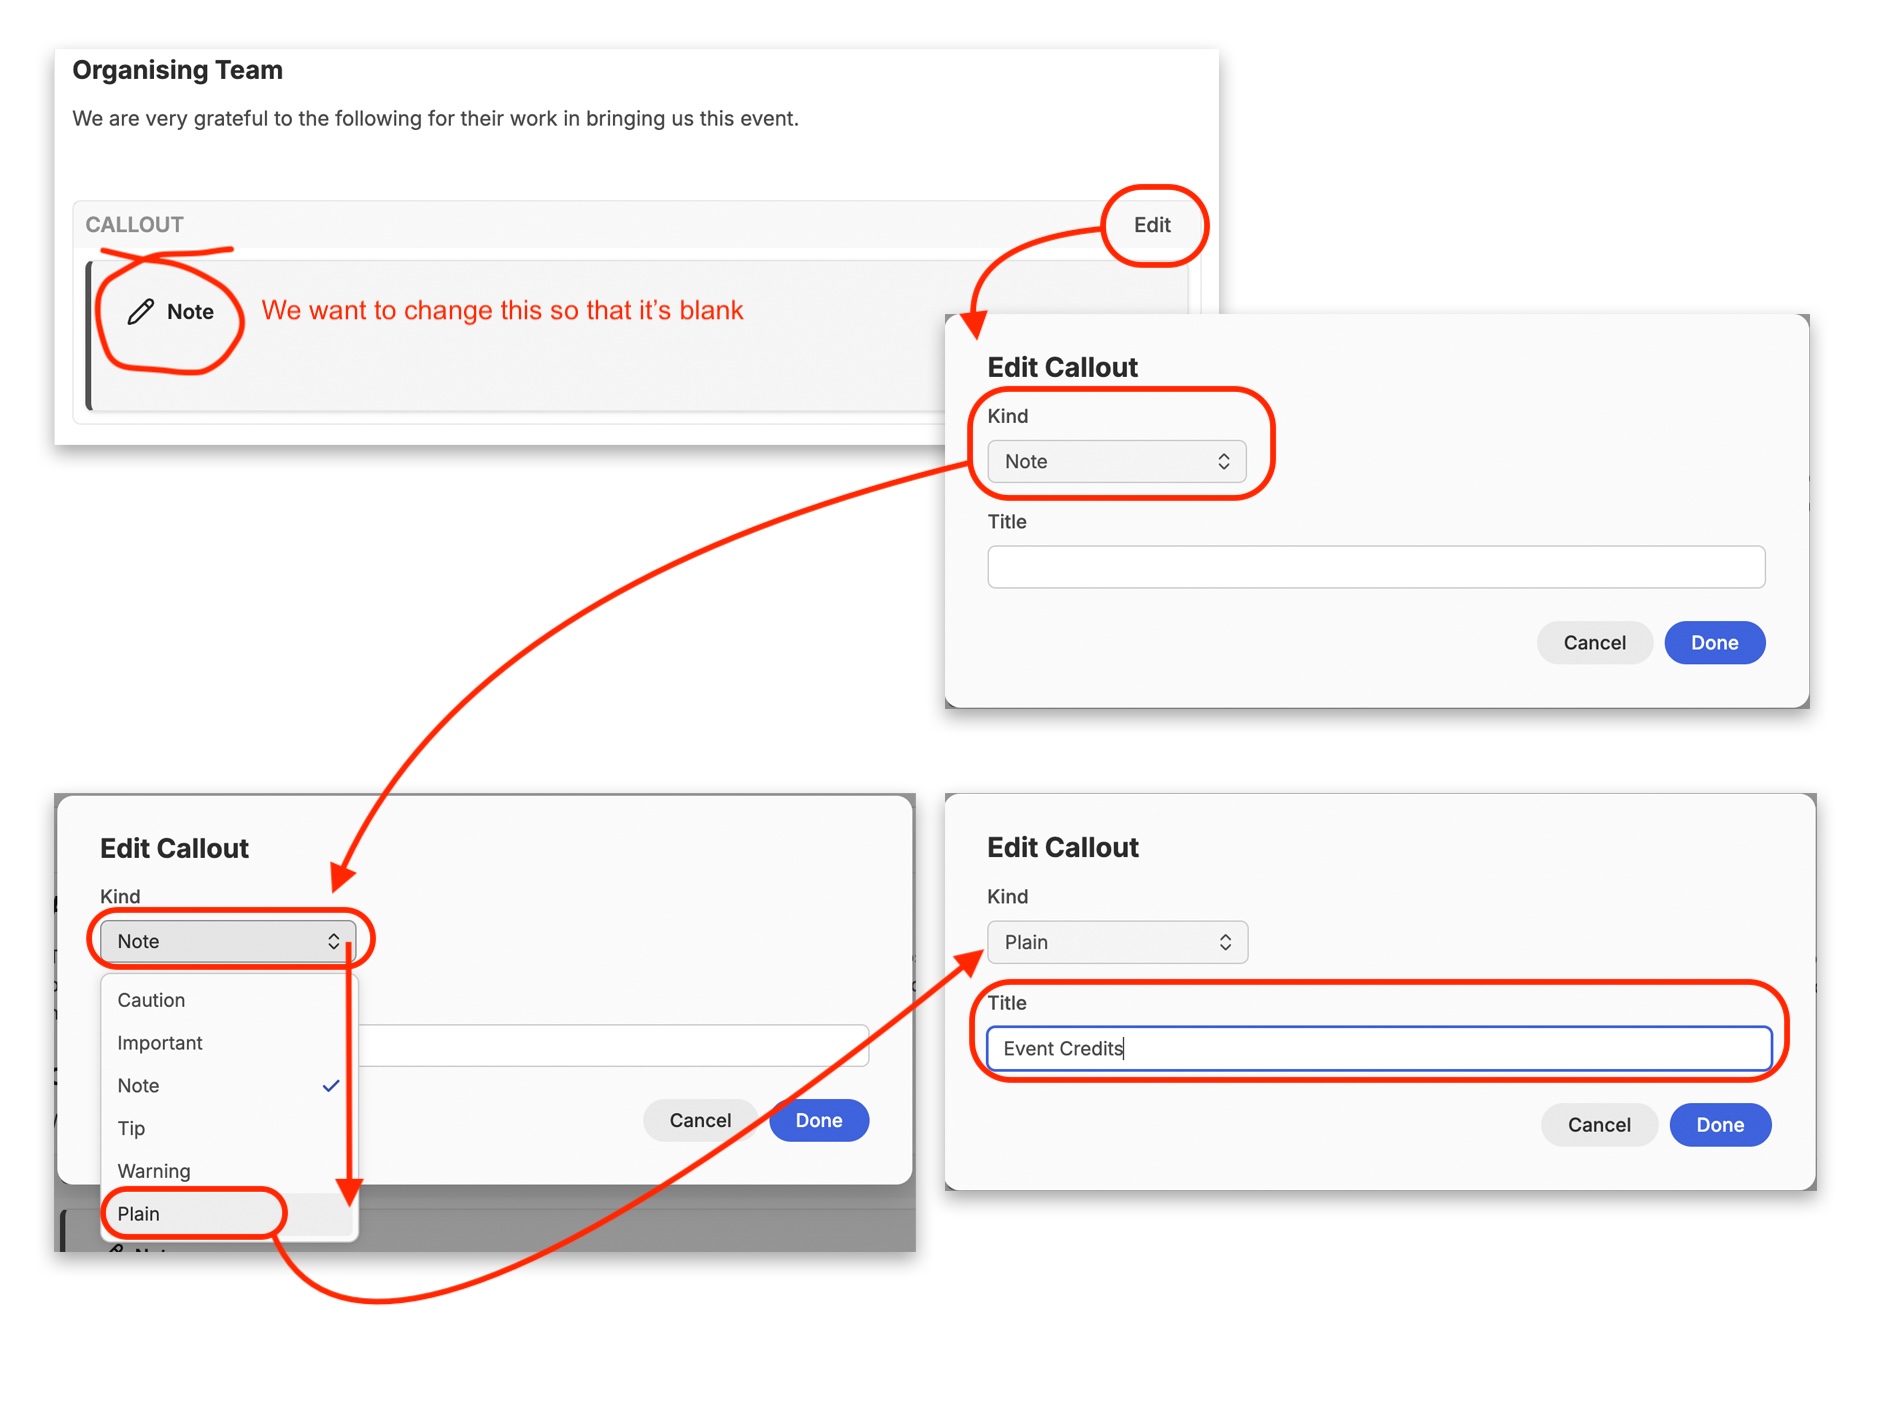 Organising Team
We are very grateful to the following for their work in bringing us this event.
CALLOUT
Edit
Note
We want to change this so that it's blank
Edit Callout
Kind
Note
Title
Cancel
Done
Edit Callout
Kind
Note
Caution
Important
Note
Tip
Warning
Plain
Cancel
Done
Edit Callout
Kind
Plain
Title
Event Credits
Cancel
Done